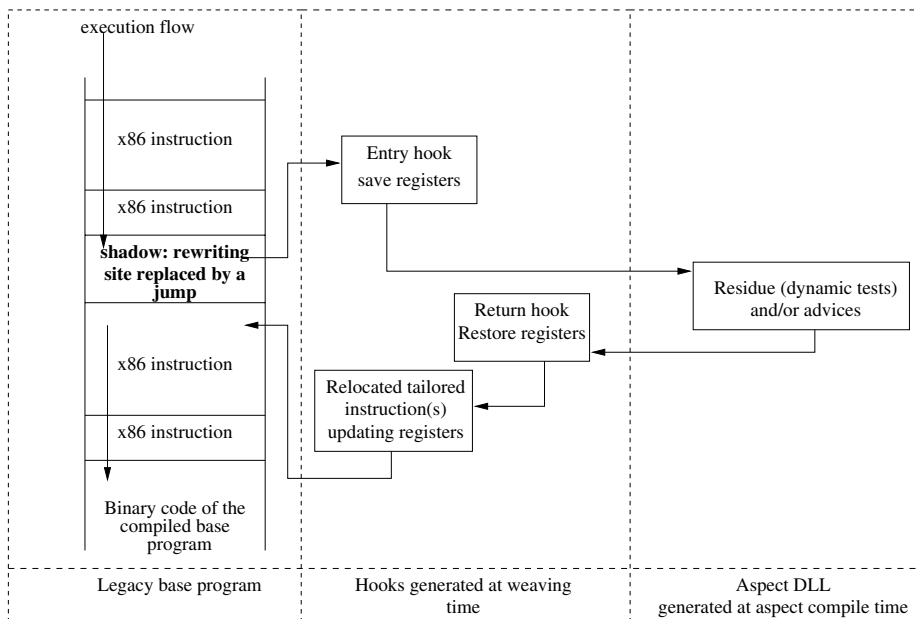 execution flow
x86 instruction
x86 instruction
shadow: rewriting
site replaced by a
jump
x86 instruction
x86 instruction
Binary code of the
compiled base
program
Entry hook
save registers
Residue (dynamic tests)
and/or advices
Return hook
Restore registers
Relocated tailored
instruction(s)
updating registers
Legacy base program
Hooks generated at weaving
time
Aspect DLL
generated at aspect compile time